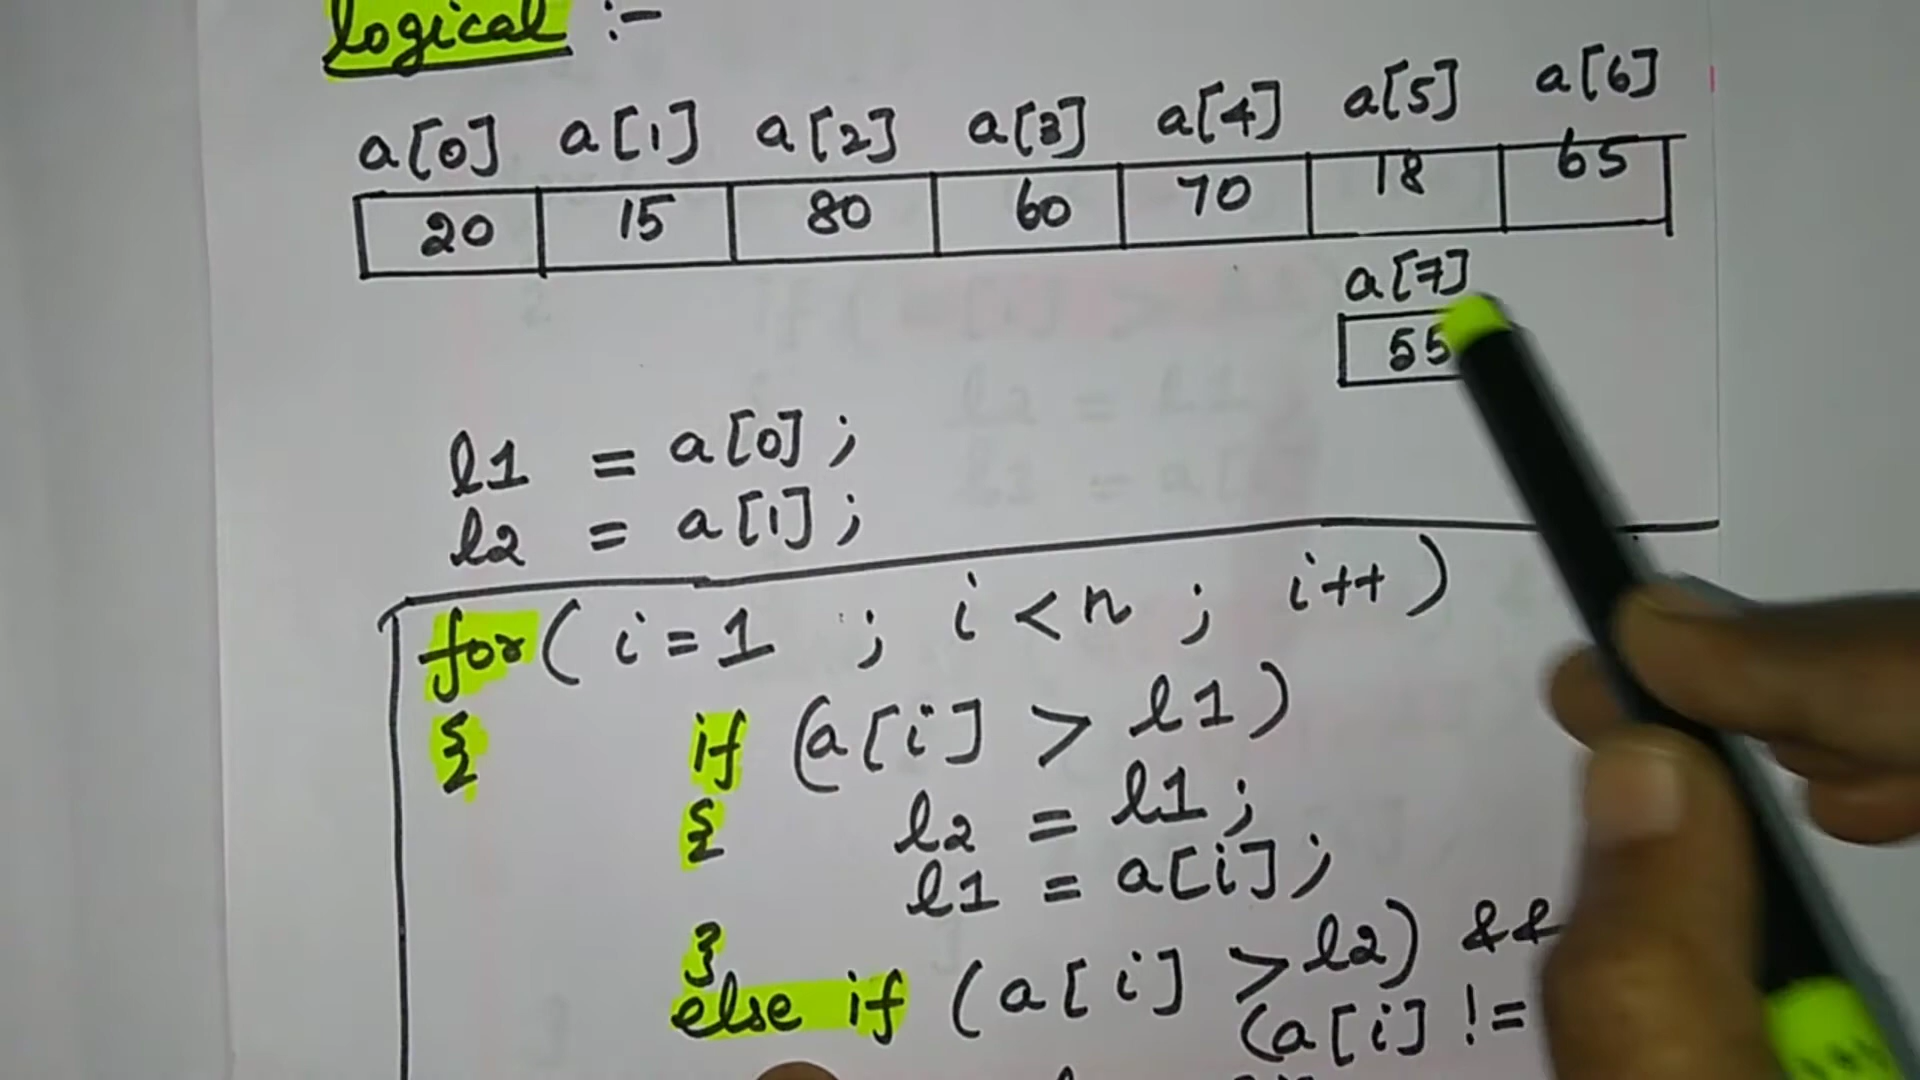 logical :-
a[0] a[1] a[2] a[3] a[4] a[5] a[6]
20 15 80 60 70 18 65
a[7]
55
l1 = a[0];
l2 = a[1];
for( i=1 ; i<n ; i++)
{ if (a[i] > l1)
{ l2 = l1;
l1 = a[i];
}
else if (a[i] >l2) &&
(a[i] !=